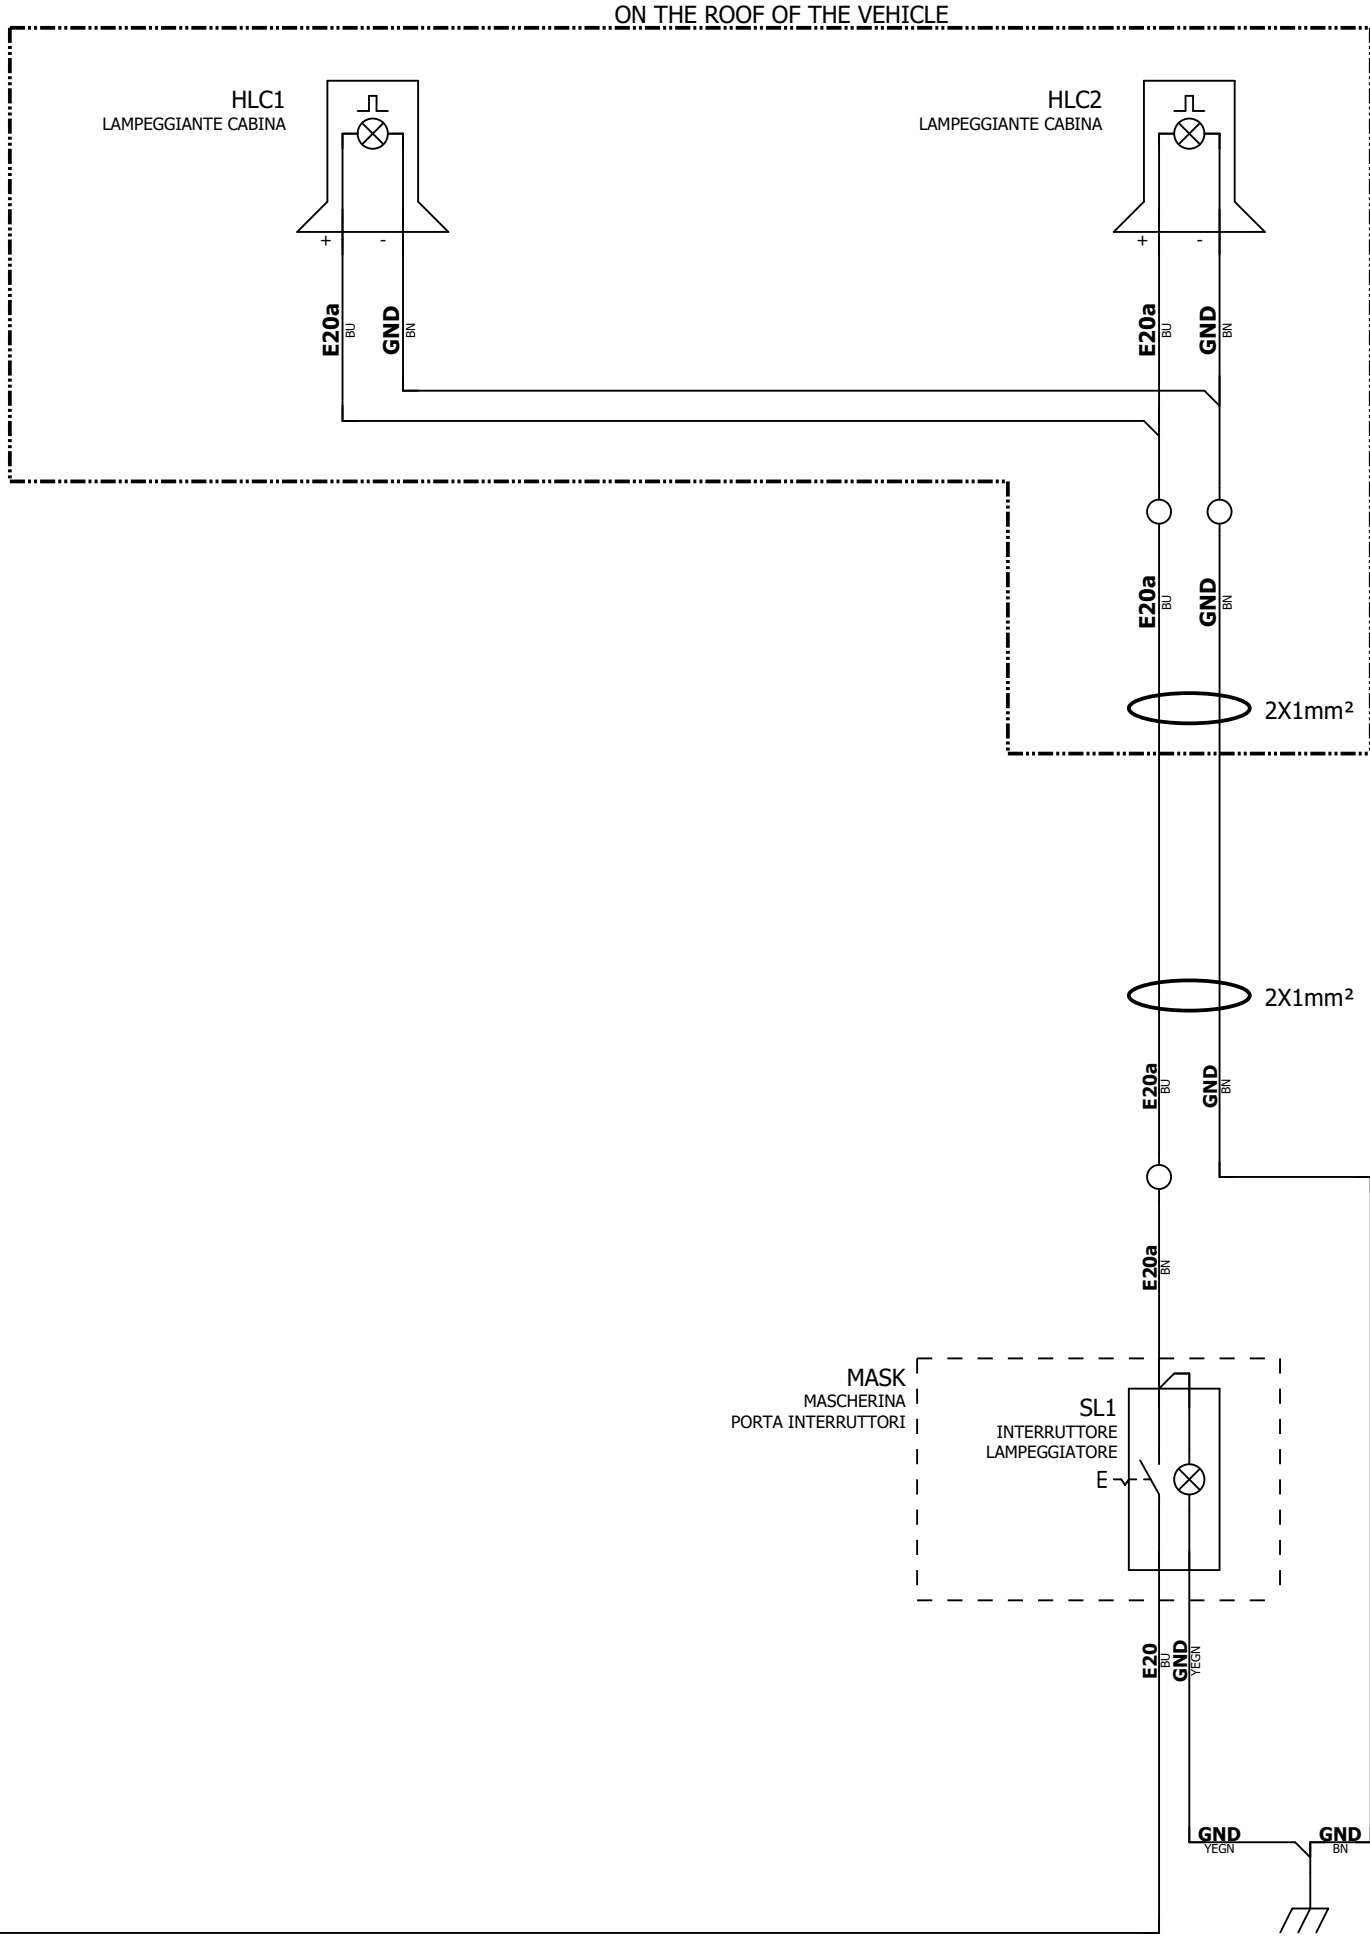 ON THE ROOF OF THE VEHICLE
HLC1
LAMPEGGIANTE CABINA
HLC2
LAMPEGGIANTE CABINA
+ -
+ -
E20a
BU
GND
BN
E20a
BU
GND
BN
E20a
BU
GND
BN
2X1mm²
2X1mm²
E20a
BU
GND
BN
E20a
BN
MASK
MASCHERINA
PORTA INTERRUTTORI
SL1
INTERRUTTORE
LAMPEGGIATORE
E
E20
BU
GND
YEGN
GND
YEGN
GND
BN